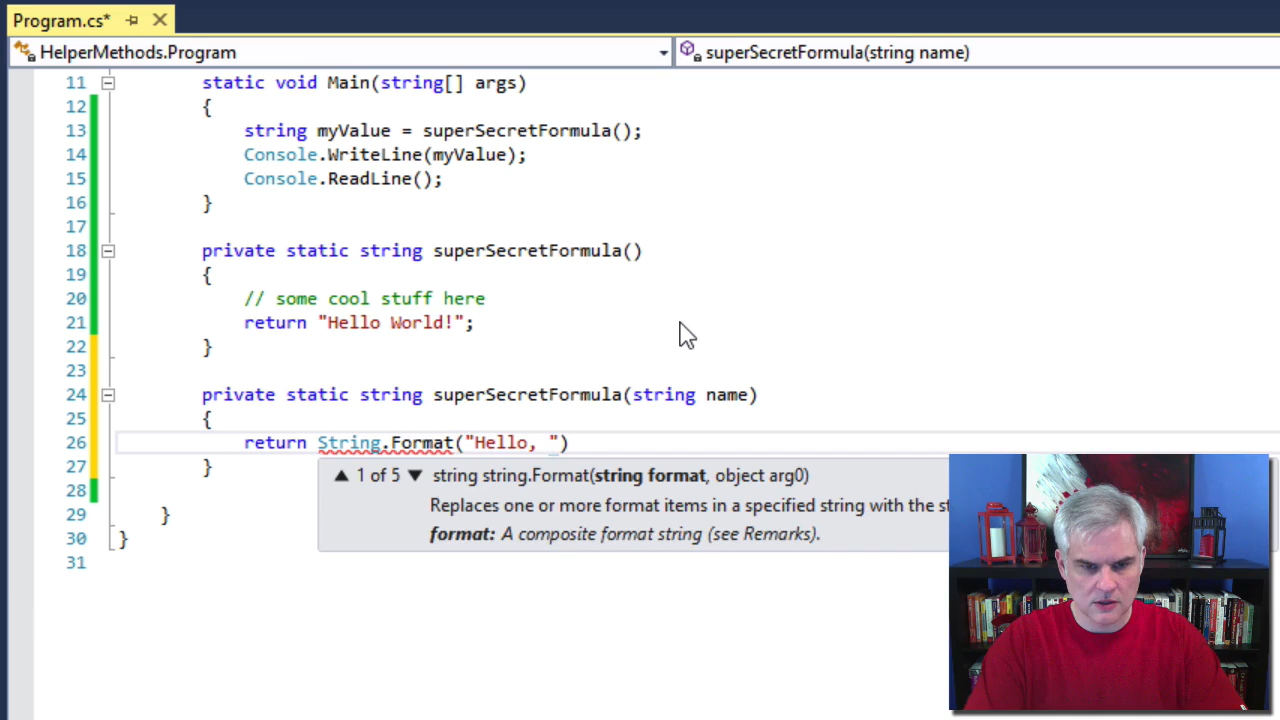 Program.cs*
HelperMethods.Program
superSecretFormula(string name)
11 static void Main(string[] args)
12 {
13 string myValue = superSecretFormula();
14 Console.WriteLine(myValue);
15 Console.ReadLine();
16 }
17
18 private static string superSecretFormula()
19 {
20 // some cool stuff here
21 return "Hello World!";
22 }
23
24 private static string superSecretFormula(string name)
25 {
26 return String.Format("Hello, ")
27 }
1 of 5 string string.Format(string format, object arg0)
Replaces one or more format items in a specified string with the st
format: A composite format string (see Remarks).
28
29 }
30 }
31